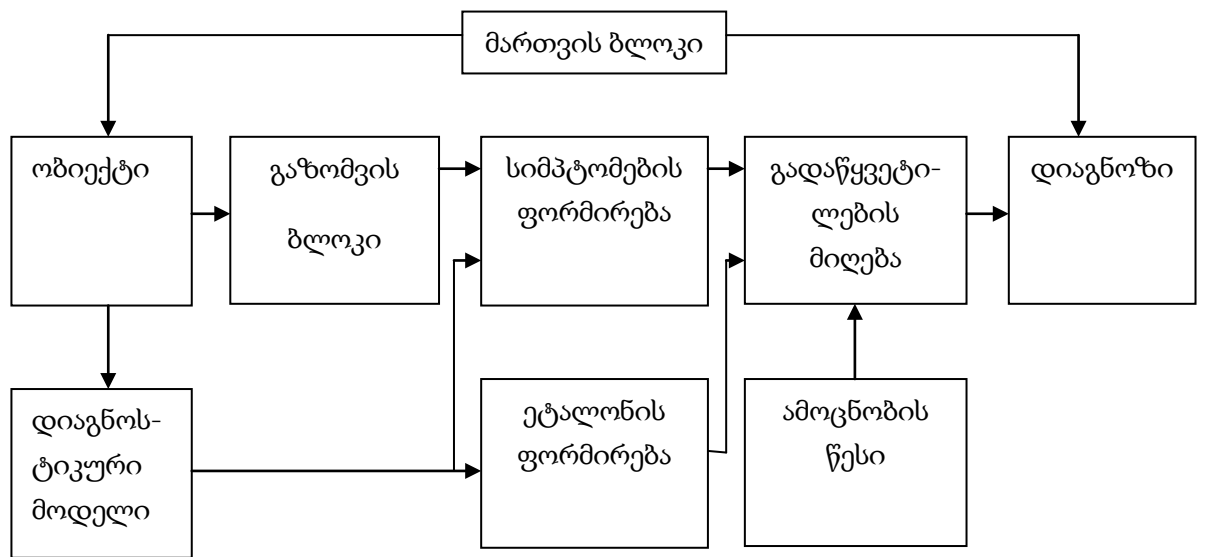 მართვის ბლოკი
ობიექტი
გაზომვის
ბლოკი
სიმპტომების
ფორმირება
გადაწყვეტი-
ლების
მიღება
დიაგნოზი
დიაგნოს-
ტიკური
მოდელი
ეტალონის
ფორმირება
ამოცნობის
წესი